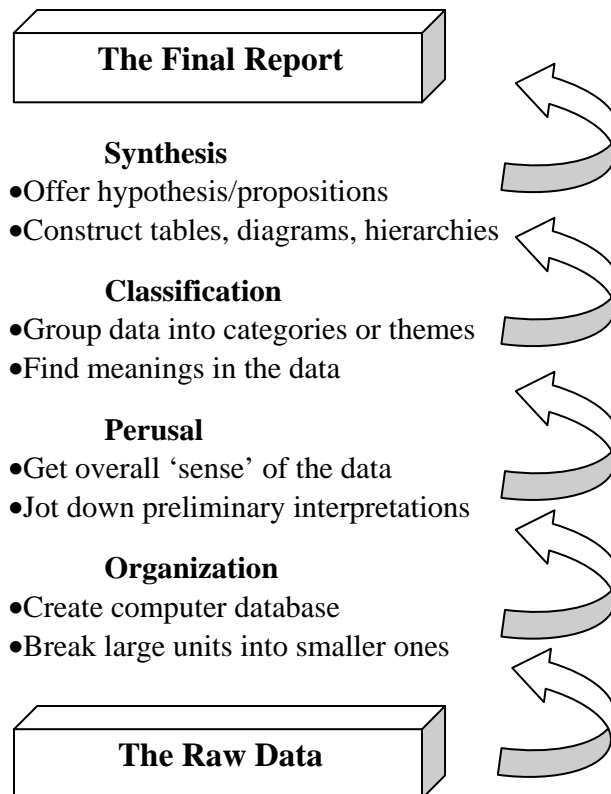 The Final Report
Synthesis
•Offer hypothesis/propositions
•Construct tables, diagrams, hierarchies
Classification
•Group data into categories or themes
•Find meanings in the data
Perusal
•Get overall ‘sense’ of the data
•Jot down preliminary interpretations
Organization
•Create computer database
•Break large units into smaller ones
The Raw Data